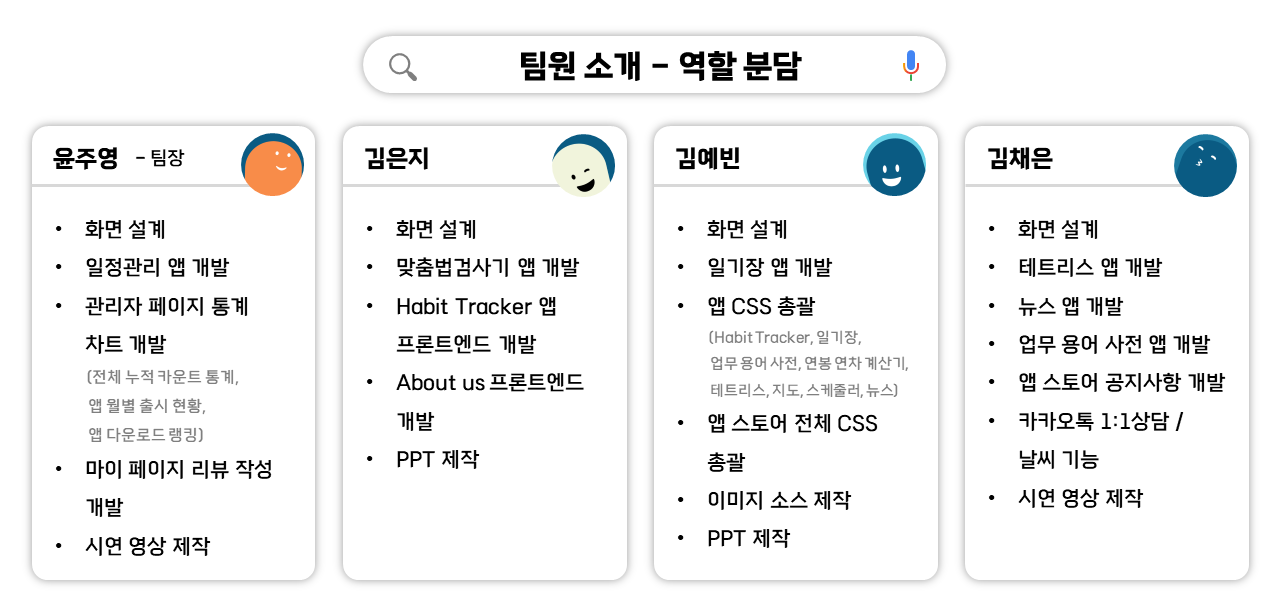 팀원 소개 - 역할 분담
윤주영 - 팀장
• 화면 설계
• 일정관리 앱 개발
• 관리자 페이지 통계
차트 개발
(전체 누적 카운트 통계,
앱 월별 출시 현황,
앱 다운로드 랭킹)
• 마이 페이지 리뷰 작성
개발
• 시연 영상 제작
김은지
• 화면 설계
• 맞춤법검사기 앱 개발
• Habit Tracker 앱
프론트엔드 개발
• About us 프론트엔드
개발
• PPT 제작
김예빈
• 화면 설계
• 일기장 앱 개발
• 앱 CSS 총괄
(Habit Tracker, 일기장,
업무 용어 사전, 연봉 연차 계산기,
테트리스, 지도, 스케줄러, 뉴스)
• 앱 스토어 전체 CSS
총괄
• 이미지 소스 제작
• PPT 제작
김채은
• 화면 설계
• 테트리스 앱 개발
• 뉴스 앱 개발
• 업무 용어 사전 앱 개발
• 앱 스토어 공지사항 개발
• 카카오톡 1:1상담 /
날씨 기능
• 시연 영상 제작